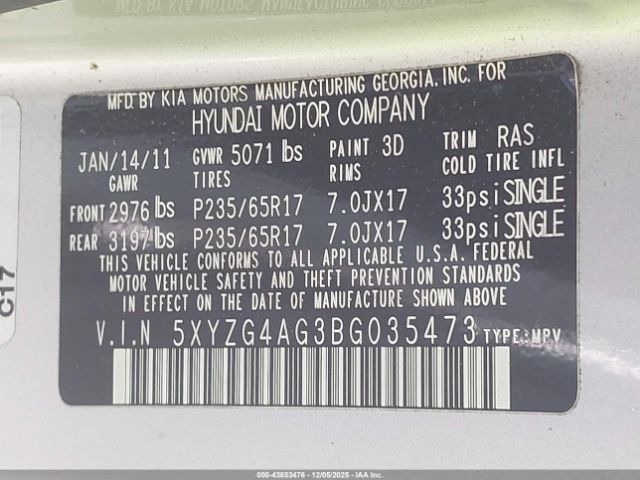 MFD. BY KIA MOTORS MANUFACTURING GEORGIA, INC. FOR
HYUNDAI MOTOR COMPANY
JAN/14/11 GVWR 5071 lbs PAINT 3D TRIM RAS
GAWR TIRES RIMS COLD TIRE INFL
FRONT 2976 lbs P235/65R17 7.0JX17 33psi SINGLE
REAR 3197 lbs P235/65R17 7.0JX17 33psi SINGLE
THIS VEHICLE CONFORMS TO ALL APPLICABLE U.S.A. FEDERAL
MOTOR VEHICLE SAFETY AND THEFT PREVENTION STANDARDS
IN EFFECT ON THE DATE OF MANUFACTURE SHOWN ABOVE.
V.I.N 5XYZG4AG3BG035473 TYPE: MPV
C17
000-43853476 - 12/05/2025 - IAA Inc.